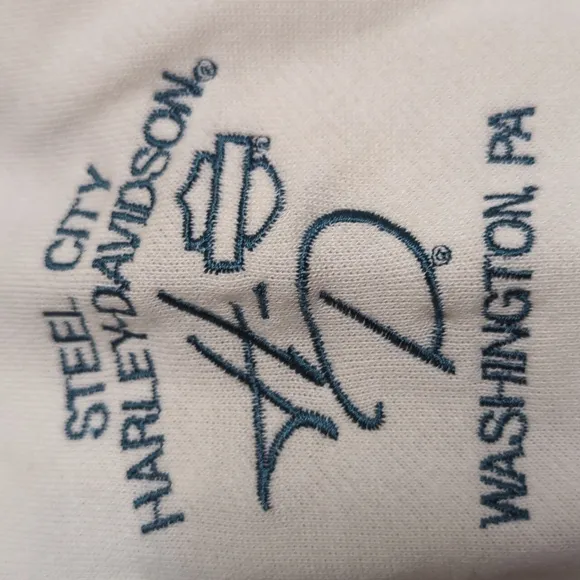 STEEL CITY
HARLEY-DAVIDSON®
H-D®
WASHINGTON, PA